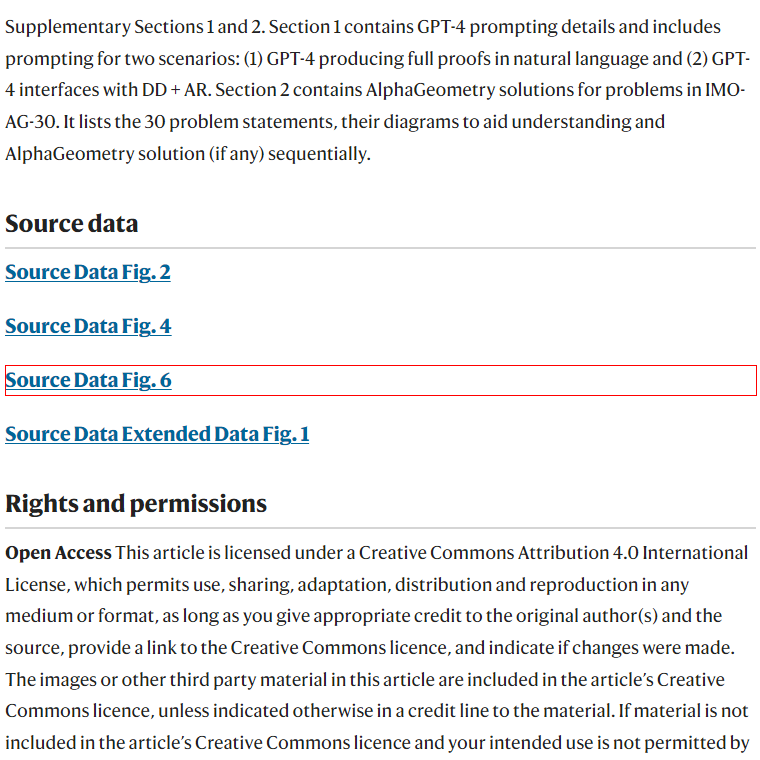 Supplementary Sections 1 and 2. Section 1 contains GPT-4 prompting details and includes
prompting for two scenarios: (1) GPT-4 producing full proofs in natural language and (2) GPT-
4 interfaces with DD + AR. Section 2 contains AlphaGeometry solutions for problems in IMO-
AG-30. It lists the 30 problem statements, their diagrams to aid understanding and
AlphaGeometry solution (if any) sequentially.
Source data
Source Data Fig. 2
Source Data Fig. 4
Source Data Fig. 6
Source Data Extended Data Fig. 1
Rights and permissions
Open Access This article is licensed under a Creative Commons Attribution 4.0 International
License, which permits use, sharing, adaptation, distribution and reproduction in any
medium or format, as long as you give appropriate credit to the original author(s) and the
source, provide a link to the Creative Commons licence, and indicate if changes were made.
The images or other third party material in this article are included in the article’s Creative
Commons licence, unless indicated otherwise in a credit line to the material. If material is not
included in the article’s Creative Commons licence and your intended use is not permitted by